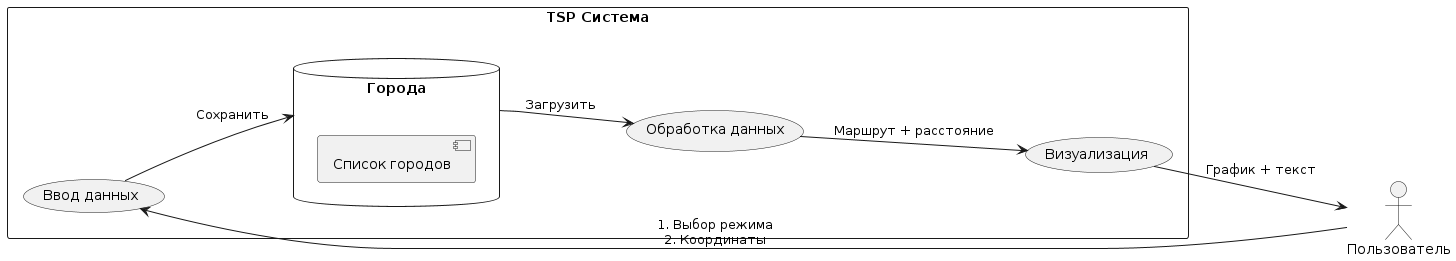 TSP Система
Города
Сохранить
Загрузить
Обработка данных
Маршрут + расстояние
Визуализация
Список городов
График + текст
Ввод данных
1. Выбор режима
2. Координаты
Пользователь